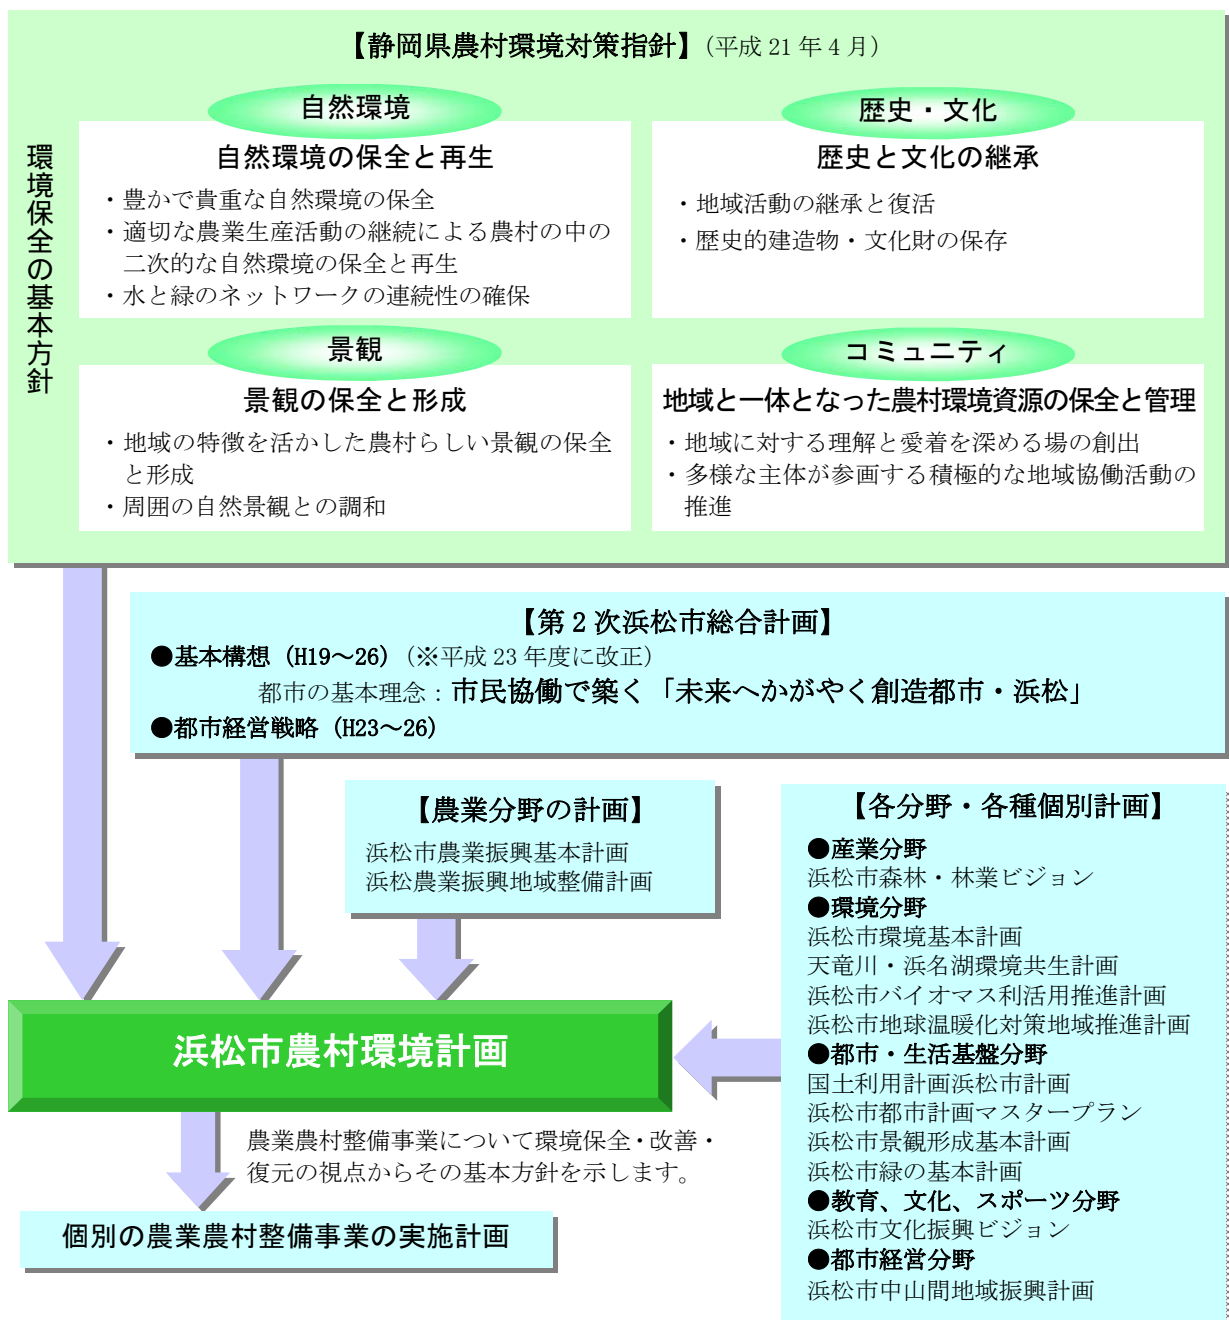 【静岡県農村環境対策指針】（平成 21 年 4 月）
環境保全の基本方針
自然環境
自然環境の保全と再生
・豊かで貴重な自然環境の保全
・適切な農業生産活動の継続による農村の中の
二次的な自然環境の保全と再生
・水と緑のネットワークの連続性の確保
歴史・文化
歴史と文化の継承
・地域活動の継承と復活
・歴史的建造物・文化財の保存
景観
景観の保全と形成
・地域の特徴を活かした農村らしい景観の保全
と形成
・周囲の自然景観との調和
コミュニティ
地域と一体となった農村環境資源の保全と管理
・地域に対する理解と愛着を深める場の創出
・多様な主体が参画する積極的な地域協働活動の
推進
【第 2 次浜松市総合計画】
●基本構想（H19～26）（※平成 23 年度に改正）
都市の基本理念：市民協働で築く「未来へかがやく創造都市・浜松」
●都市経営戦略（H23～26）
【農業分野の計画】
浜松市農業振興基本計画
浜松農業振興地域整備計画
【各分野・各種個別計画】
●産業分野
浜松市森林・林業ビジョン
●環境分野
浜松市環境基本計画
天竜川・浜名湖環境共生計画
浜松市バイオマス利活用推進計画
浜松市地球温暖化対策地域推進計画
●都市・生活基盤分野
国土利用計画浜松市計画
浜松市都市計画マスタープラン
浜松市景観形成基本計画
浜松市緑の基本計画
●教育、文化、スポーツ分野
浜松市文化振興ビジョン
●都市経営分野
浜松市中山間地域振興計画
浜松市農村環境計画
農業農村整備事業について環境保全・改善・
復元の視点からその基本方針を示します。
個別の農業農村整備事業の実施計画